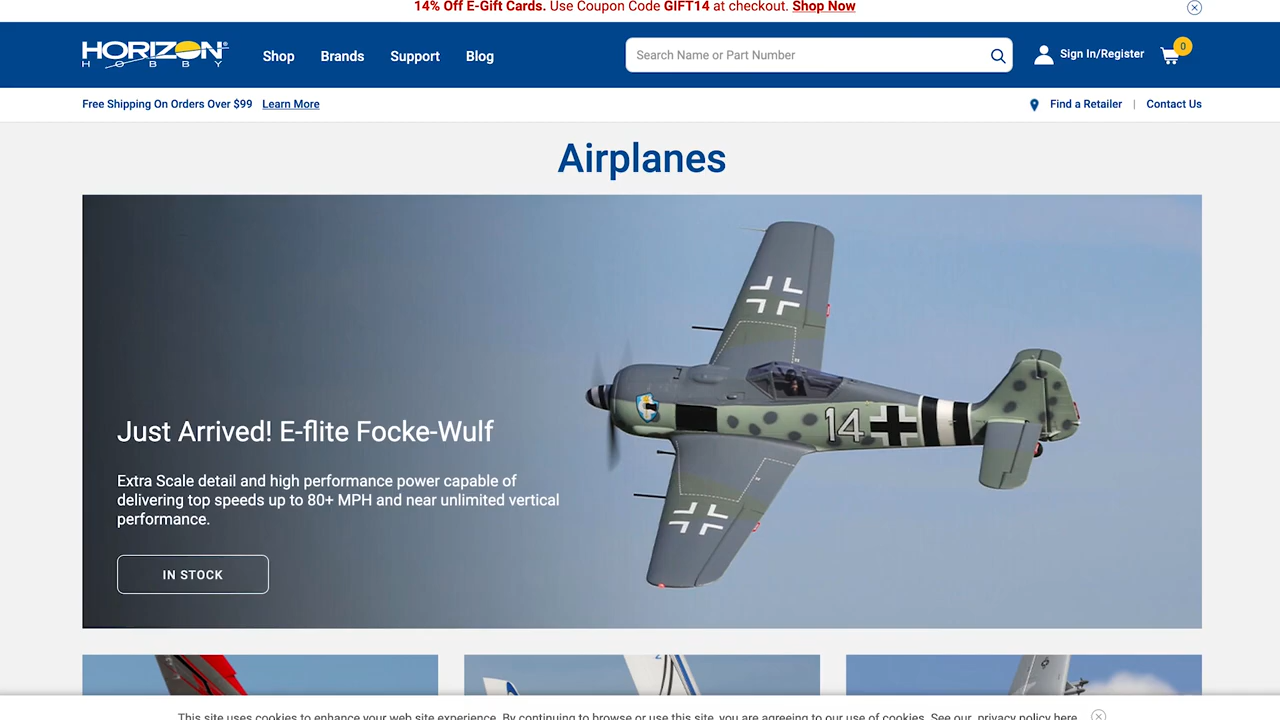 14% Off E-Gift Cards. Use Coupon Code GIFT14 at checkout. Shop Now
HORIZON®
HOBBY
Shop
Brands
Support
Blog
Search Name or Part Number
Sign In/Register
0
Free Shipping On Orders Over $99 Learn More
Find a Retailer | Contact Us
Airplanes
14
Just Arrived! E-flite Focke-Wulf
Extra Scale detail and high performance power capable of
delivering top speeds up to 80+ MPH and near unlimited vertical
performance.
IN STOCK
This site uses cookies to enhance your web site experience. By continuing to browse or use this site, you are agreeing to our use of cookies. See our privacy policy here